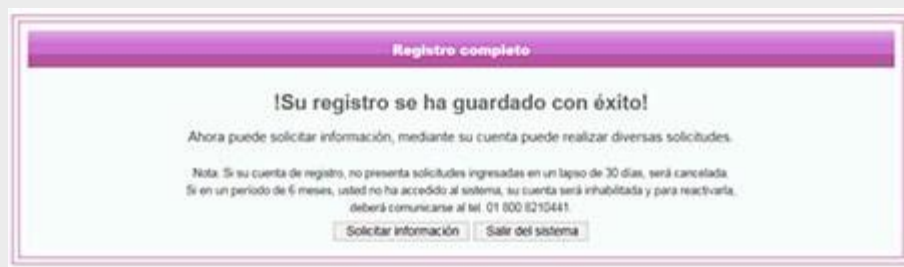 Registro completo
!Su registro se ha guardado con éxito!
Ahora puede solicitar información, mediante su cuenta puede realizar diversas solicitudes.
Nota: Si su cuenta de registro, no presenta solicitudes ingresadas en un lapso de 30 días, será cancelada.
Si en un periodo de 6 meses, usted no ha accedido al sistema, su cuenta será inhabilitada y para reactivarla,
deberá comunicarse al tel. 01 800 8210441
Solicitar información Salir del sistema